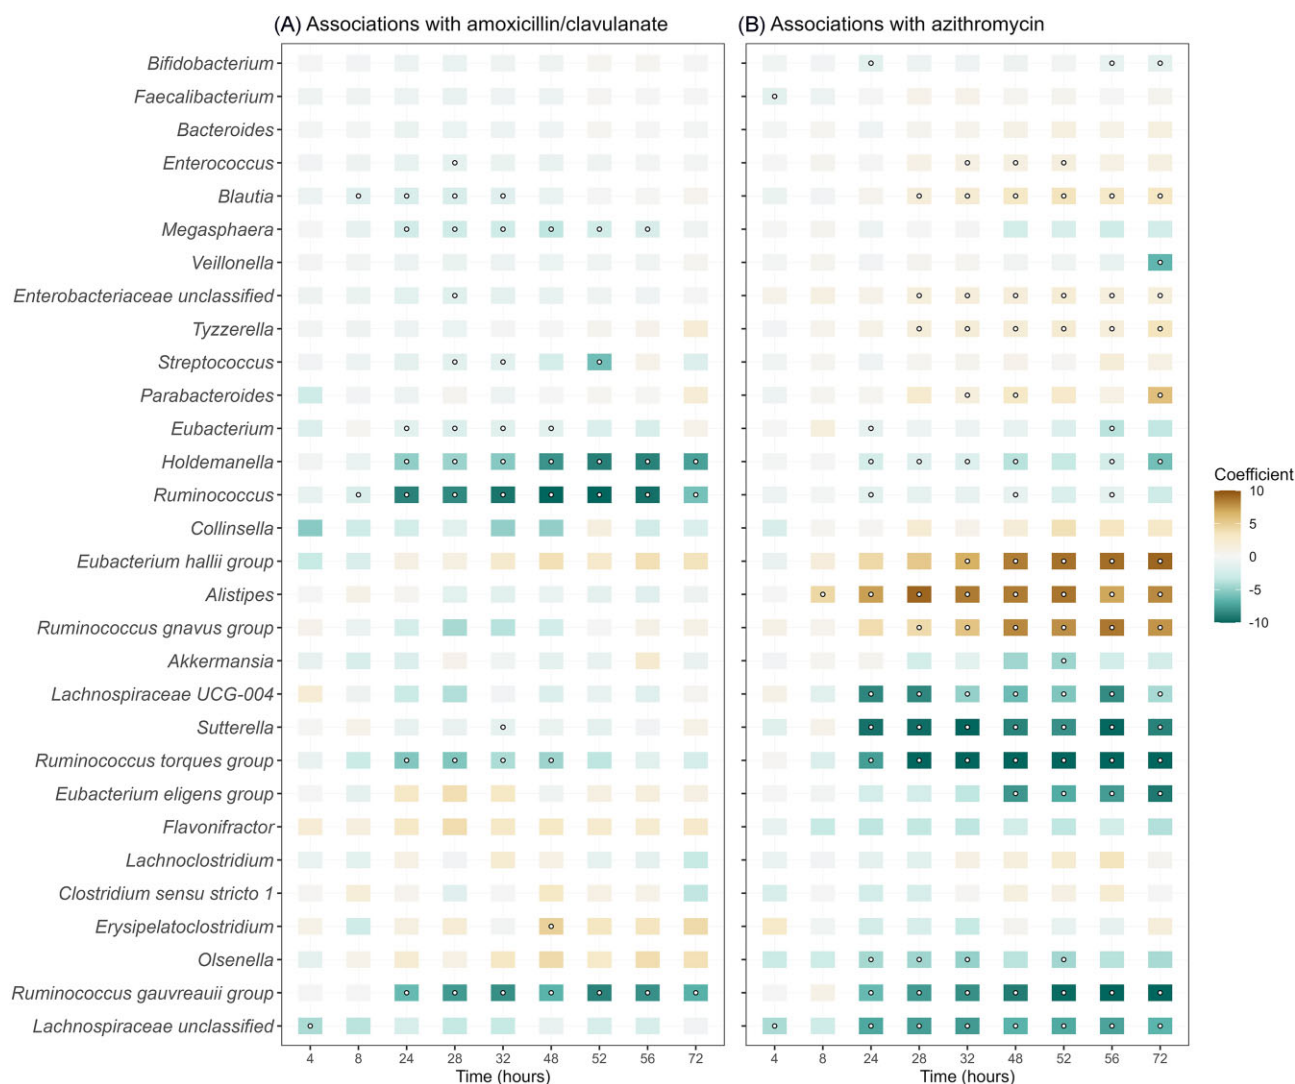 (A) Associations with amoxicillin/clavulanate
(B) Associations with azithromycin
Bifidobacterium
Faecalibacterium
Bacteroides
Enterococcus
Blautia
Megasphaera
Veillonella
Enterobacteriaceae unclassified
Tyzzerella
Streptococcus
Parabacteroides
Eubacterium
Holdemanella
Ruminococcus
Collinsella
Eubacterium hallii group
Alistipes
Ruminococcus gnavus group
Akkermansia
Lachnospiraceae UCG-004
Sutterella
Ruminococcus torques group
Eubacterium eligens group
Flavonifractor
Lachnoclostridium
Clostridium sensu stricto 1
Erysipelatoclostridium
Olsenella
Ruminococcus gauvreauii group
Lachnospiraceae unclassified
4 8 24 28 32 48 52 56 72
Time (hours)
4 8 24 28 32 48 52 56 72
Time (hours)
Coefficient
10
5
0
-5
-10